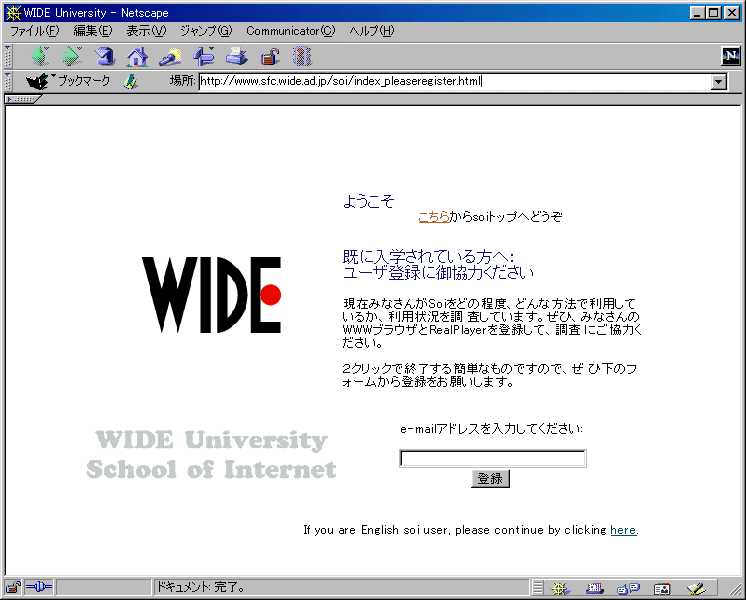 WIDE University - Netscape
ファイル(F) 編集(E) 表示(V) ジャンプ(G) Communicator(C) ヘルプ(H)
ブックマーク 場所: http://www.sfc.wide.ad.jp/soi/index_pleaseregister.html
N
ようこそ
こちらからsoiトップへどうぞ
WIDE
既に入学されている方へ:
ユーザ登録に御協力ください
現在みなさんがSoiをどの程度、どんな方法で利用して
いるか、利用状況を調査しています。ぜひ、みなさんの
WWWブラウザとRealPlayerを登録して、調査にご協力く
ださい。
2クリックで終了する簡単なものですので、ぜ ひ下のフ
ォームから登録をお願いします。
WIDE University
School of Internet
e-mailアドレスを入力してください:
登録
If you are English soi user, please continue by clicking here.
ドキュメント: 完了。